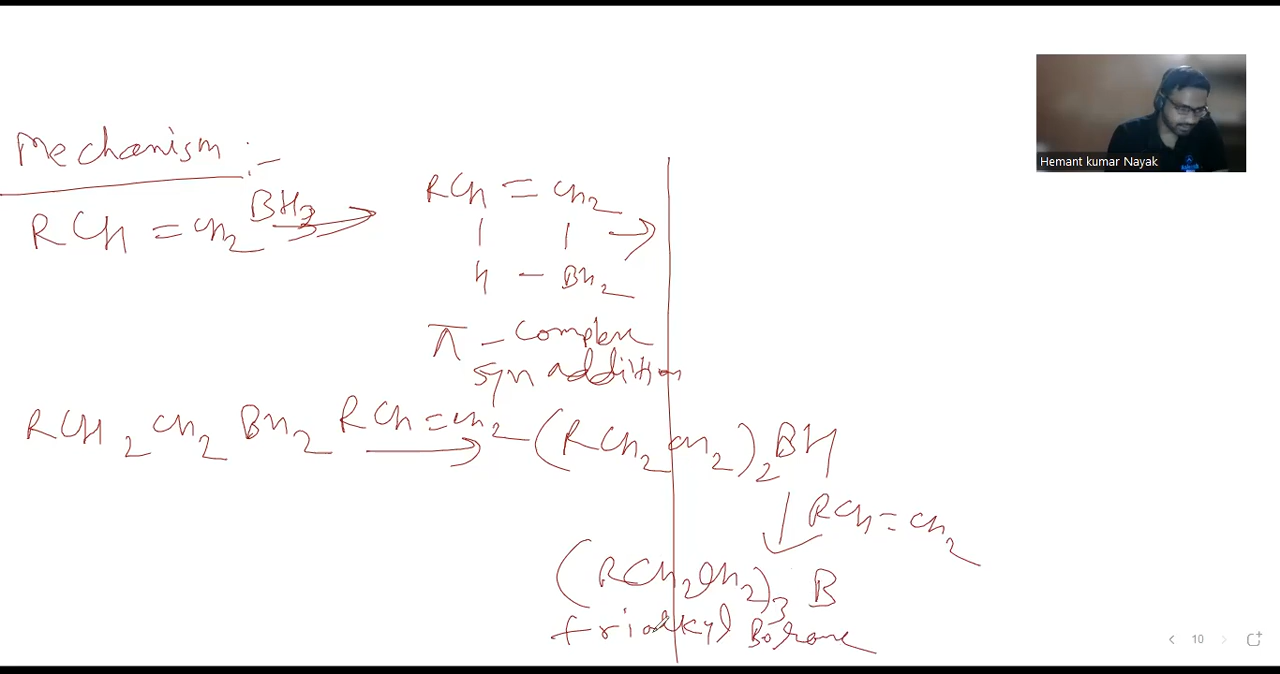 Mechanism :-
RCH = CH2 BH3 → RCH = CH2 →
H - BH2
π - Complex
syn addition
RCH2CH2BH2 RCH=CH2 → (RCH2CH2)2BH
↓ RCH=CH2
(RCH2CH2)3 B
trialkyl Borane
Hemant kumar Nayak
10